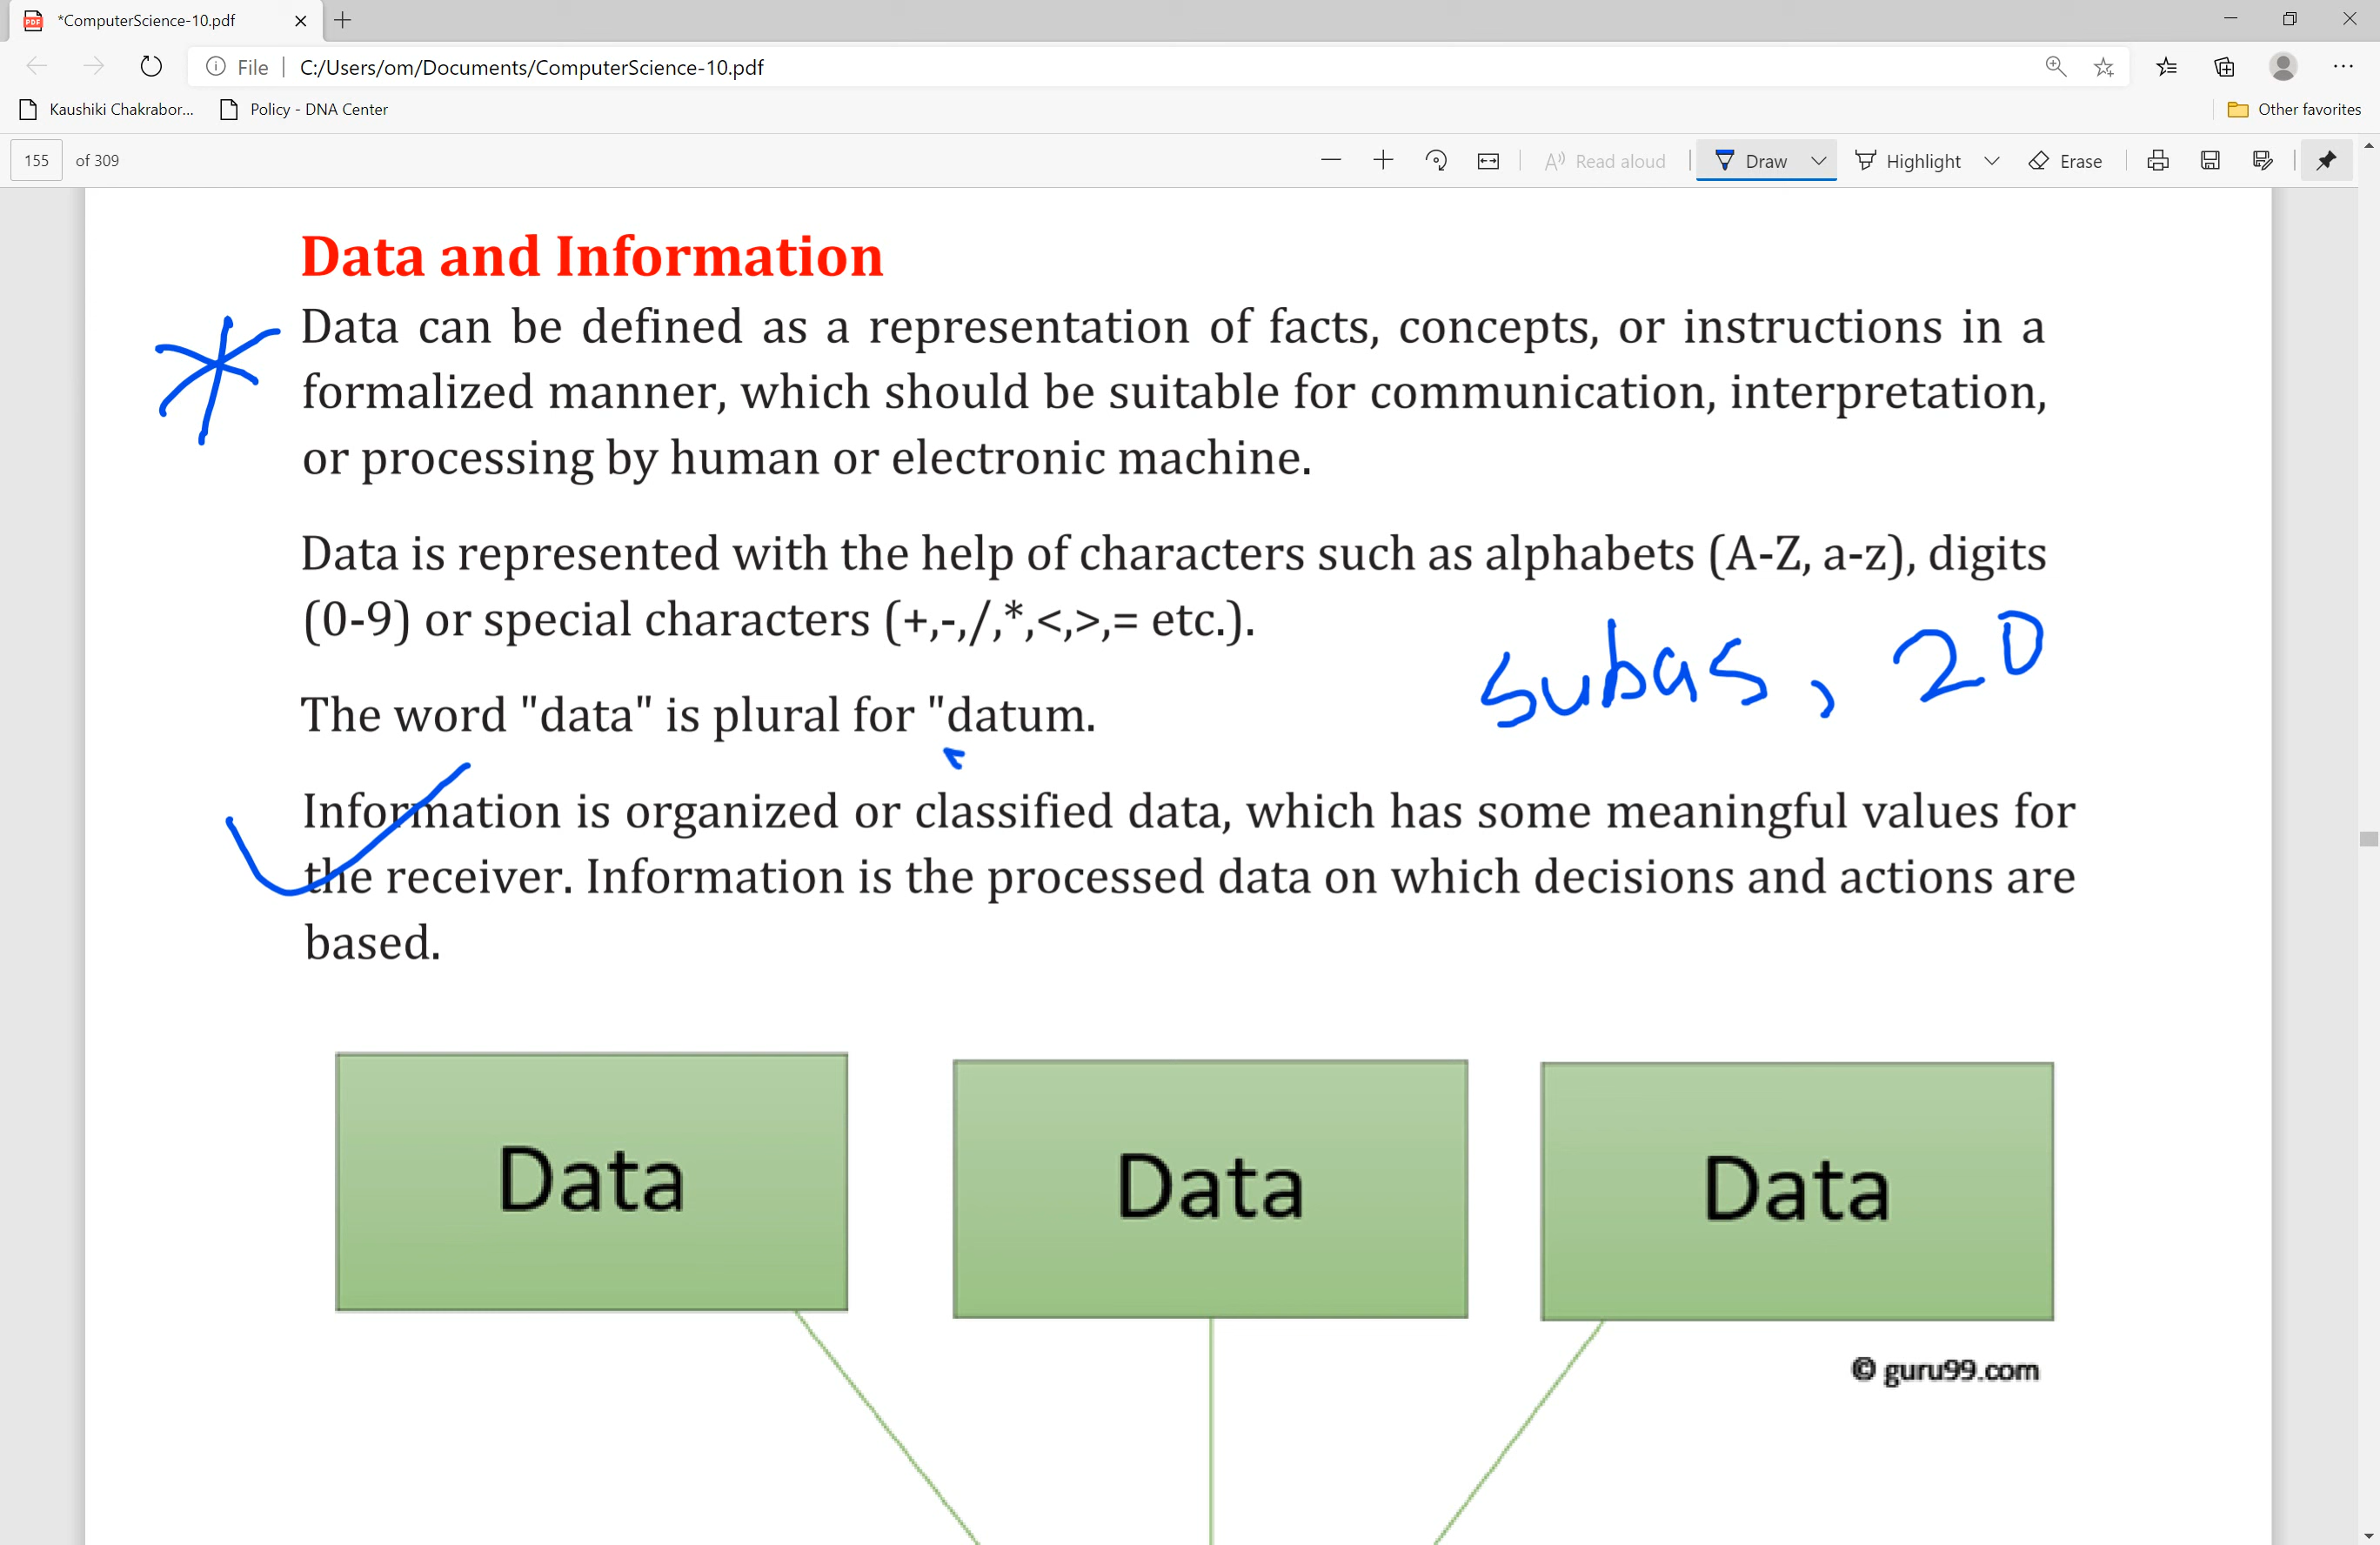 *ComputerScience-10.pdf
File | C:/Users/om/Documents/ComputerScience-10.pdf
Kaushiki Chakrabor... Policy - DNA Center Other favorites
155 of 309 Read aloud Draw Highlight Erase
Data and Information
Data can be defined as a representation of facts, concepts, or instructions in a
formalized manner, which should be suitable for communication, interpretation,
or processing by human or electronic machine.
Data is represented with the help of characters such as alphabets (A-Z, a-z), digits
(0-9) or special characters (+,-,/,*,<,>,= etc.).
subas, 20
The word "data" is plural for "datum.
Information is organized or classified data, which has some meaningful values for
the receiver. Information is the processed data on which decisions and actions are
based.
Data Data Data
© guru99.com